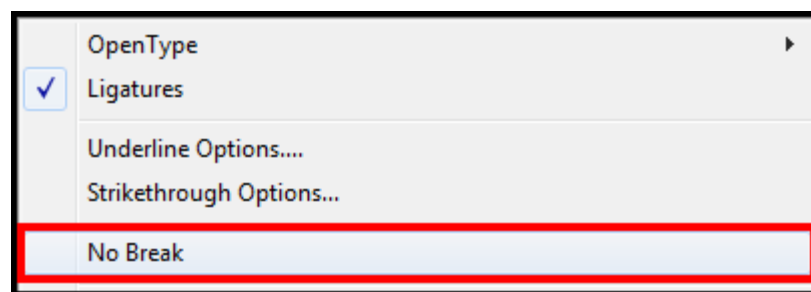 OpenType
Ligatures
Underline Options....
Strikethrough Options...
No Break